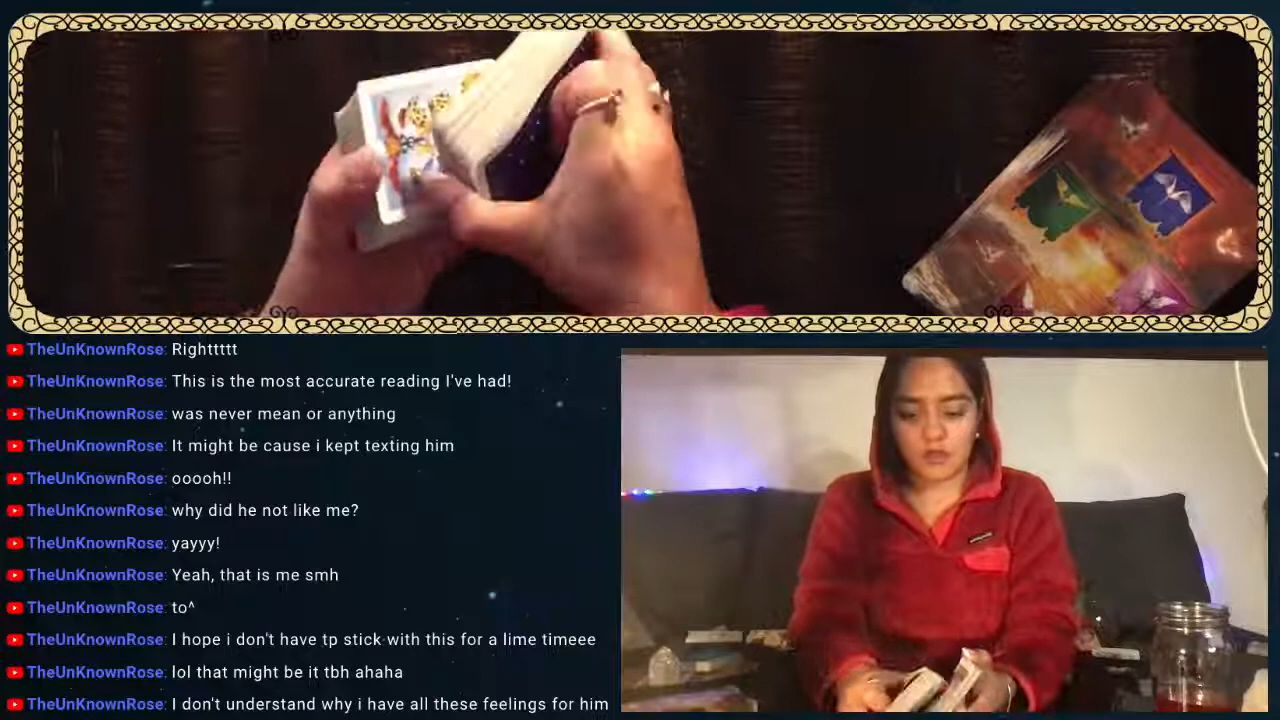 TheUnKnownRose: Righttttt
TheUnKnownRose: This is the most accurate reading I've had!
TheUnKnownRose: was never mean or anything
TheUnKnownRose: It might be cause i kept texting him
TheUnKnownRose: ooooh!!
TheUnKnownRose: why did he not like me?
TheUnKnownRose: yayyy!
TheUnKnownRose: Yeah, that is me smh
TheUnKnownRose: to^
TheUnKnownRose: I hope i don't have tp stick with this for a lime timeee
TheUnKnownRose: lol that might be it tbh ahaha
TheUnKnownRose: I don't understand why i have all these feelings for him